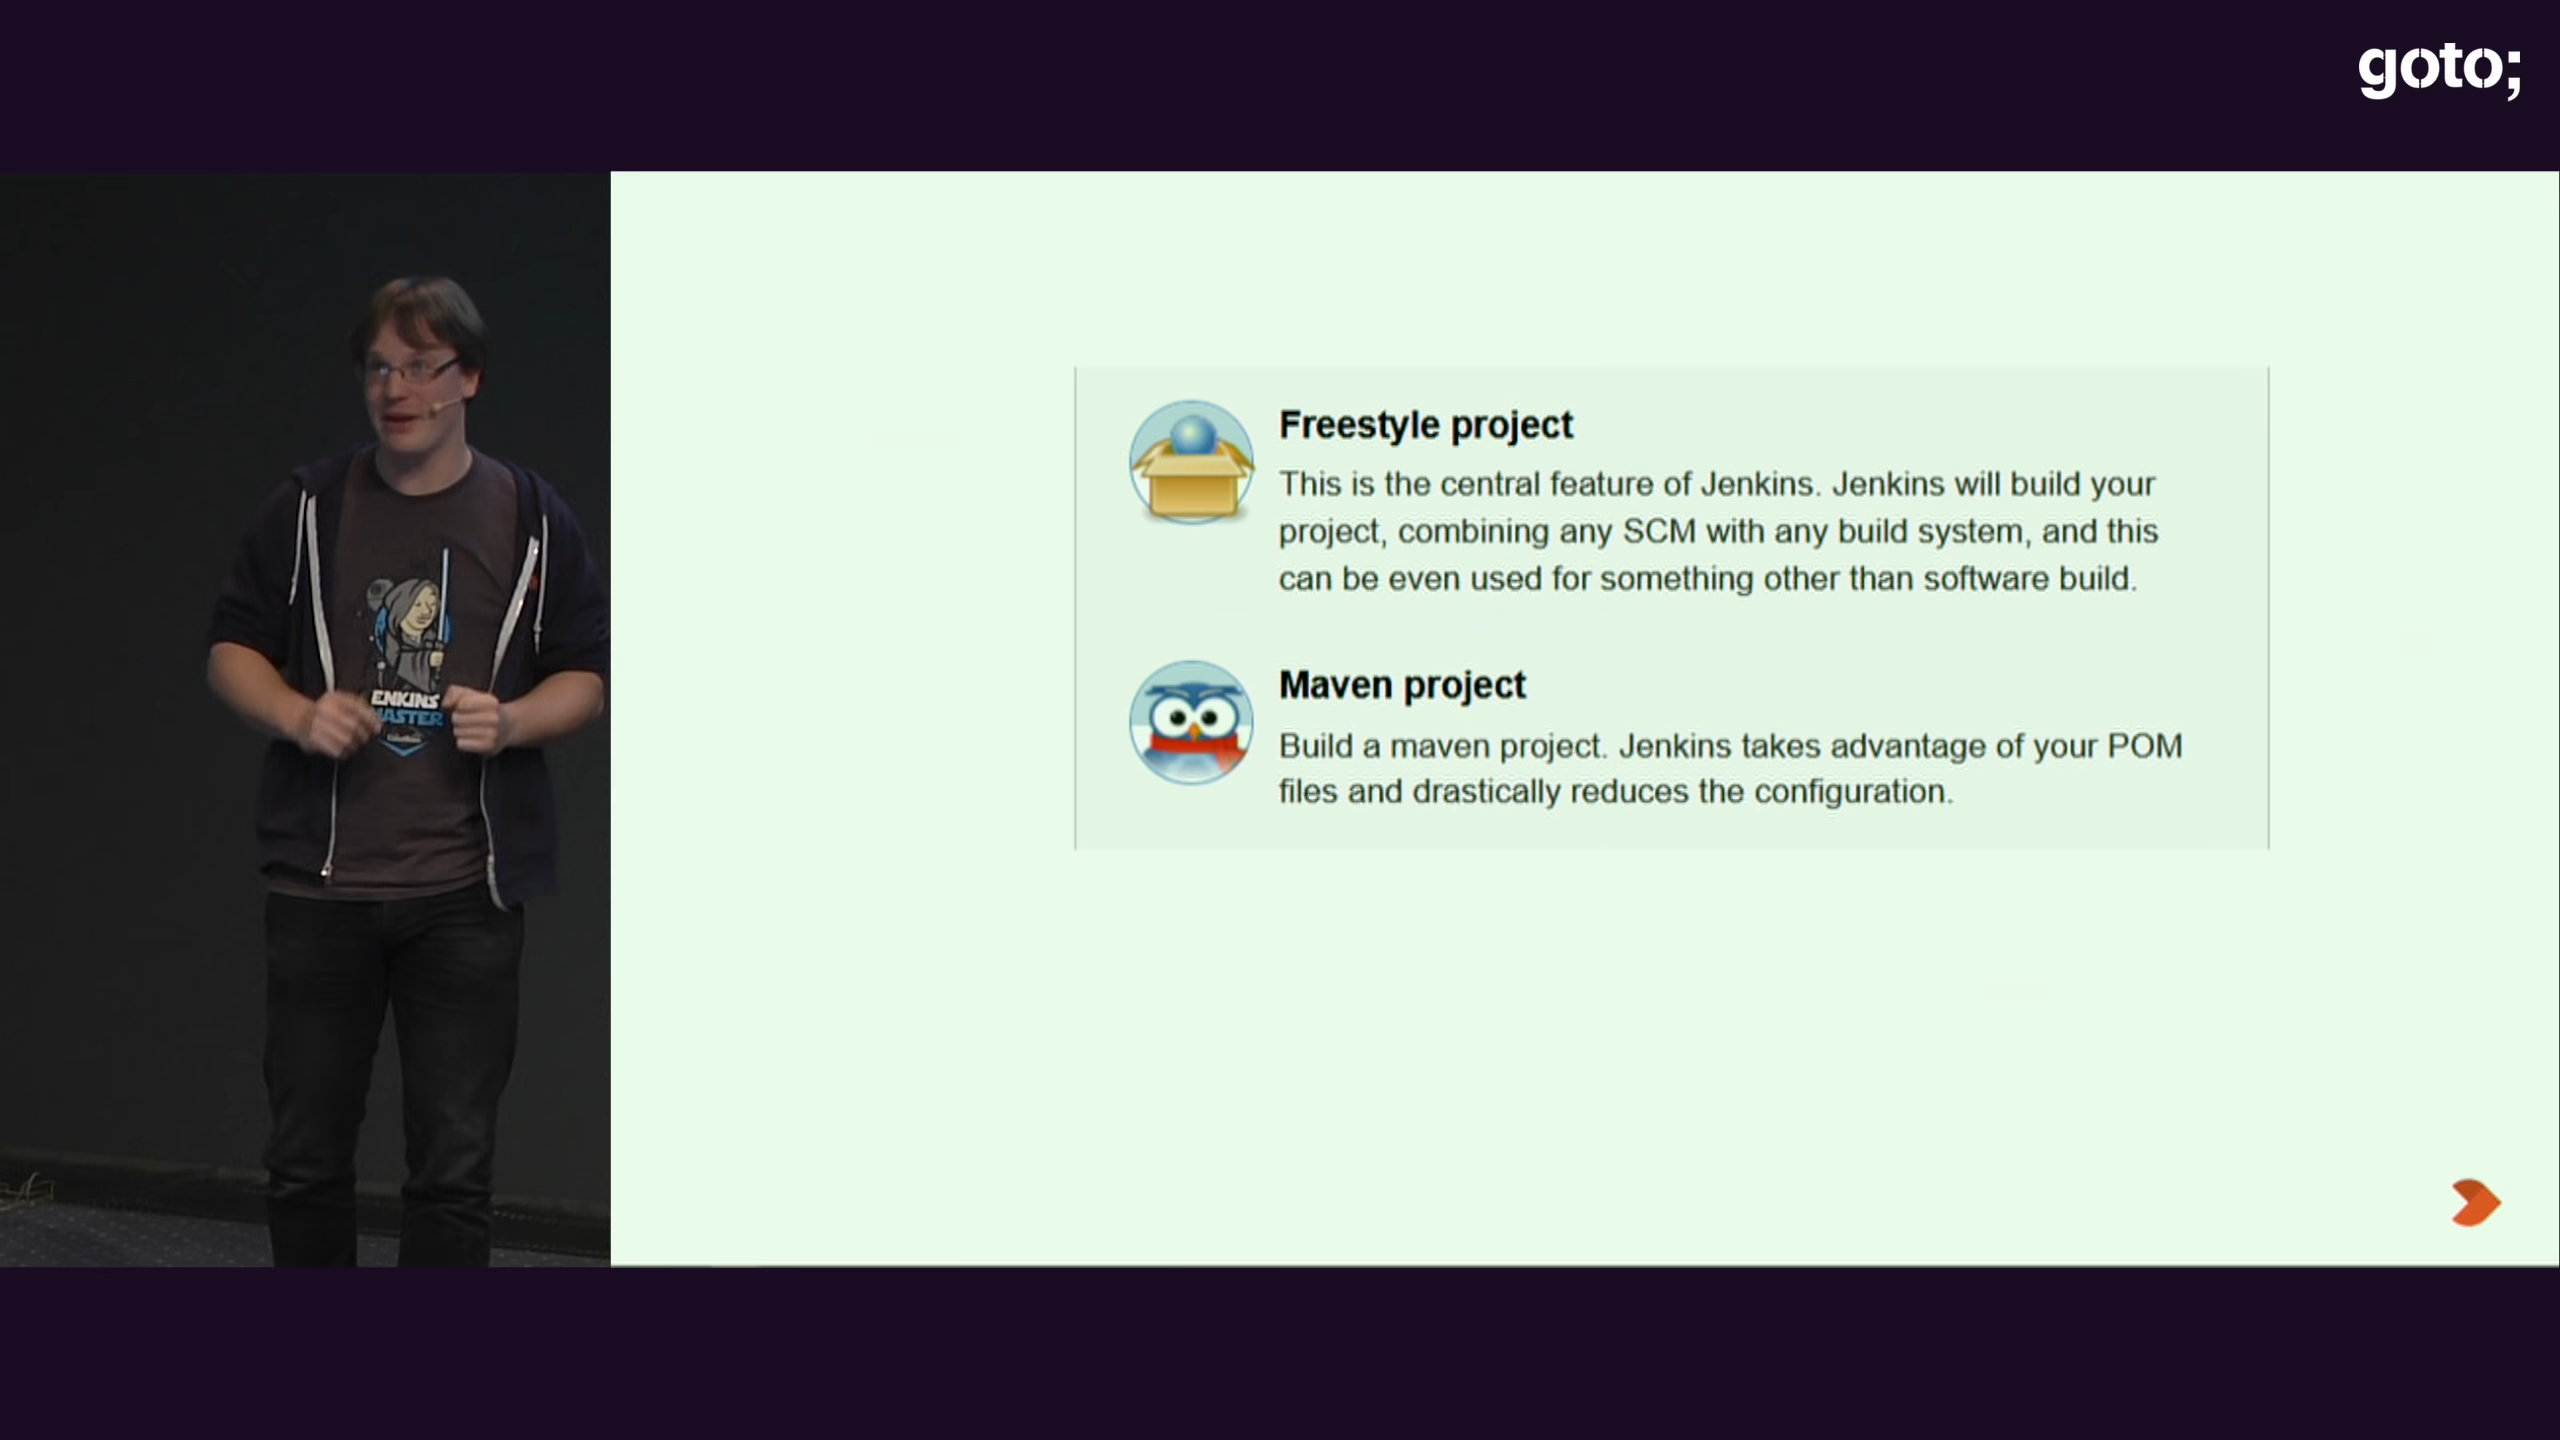 goto;
Freestyle project
This is the central feature of Jenkins. Jenkins will build your
project, combining any SCM with any build system, and this
can be even used for something other than software build.
Maven project
Build a maven project. Jenkins takes advantage of your POM
files and drastically reduces the configuration.
ENKINS
ASTER